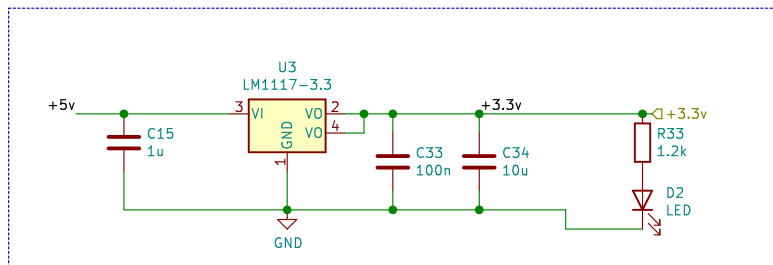 U3
LM1117-3.3
+5v
3 VI VO 2
VO 4
GND
1
+3.3v
+3.3v
C15
1u
C33
100n
C34
10u
R33
1.2k
D2
LED
GND